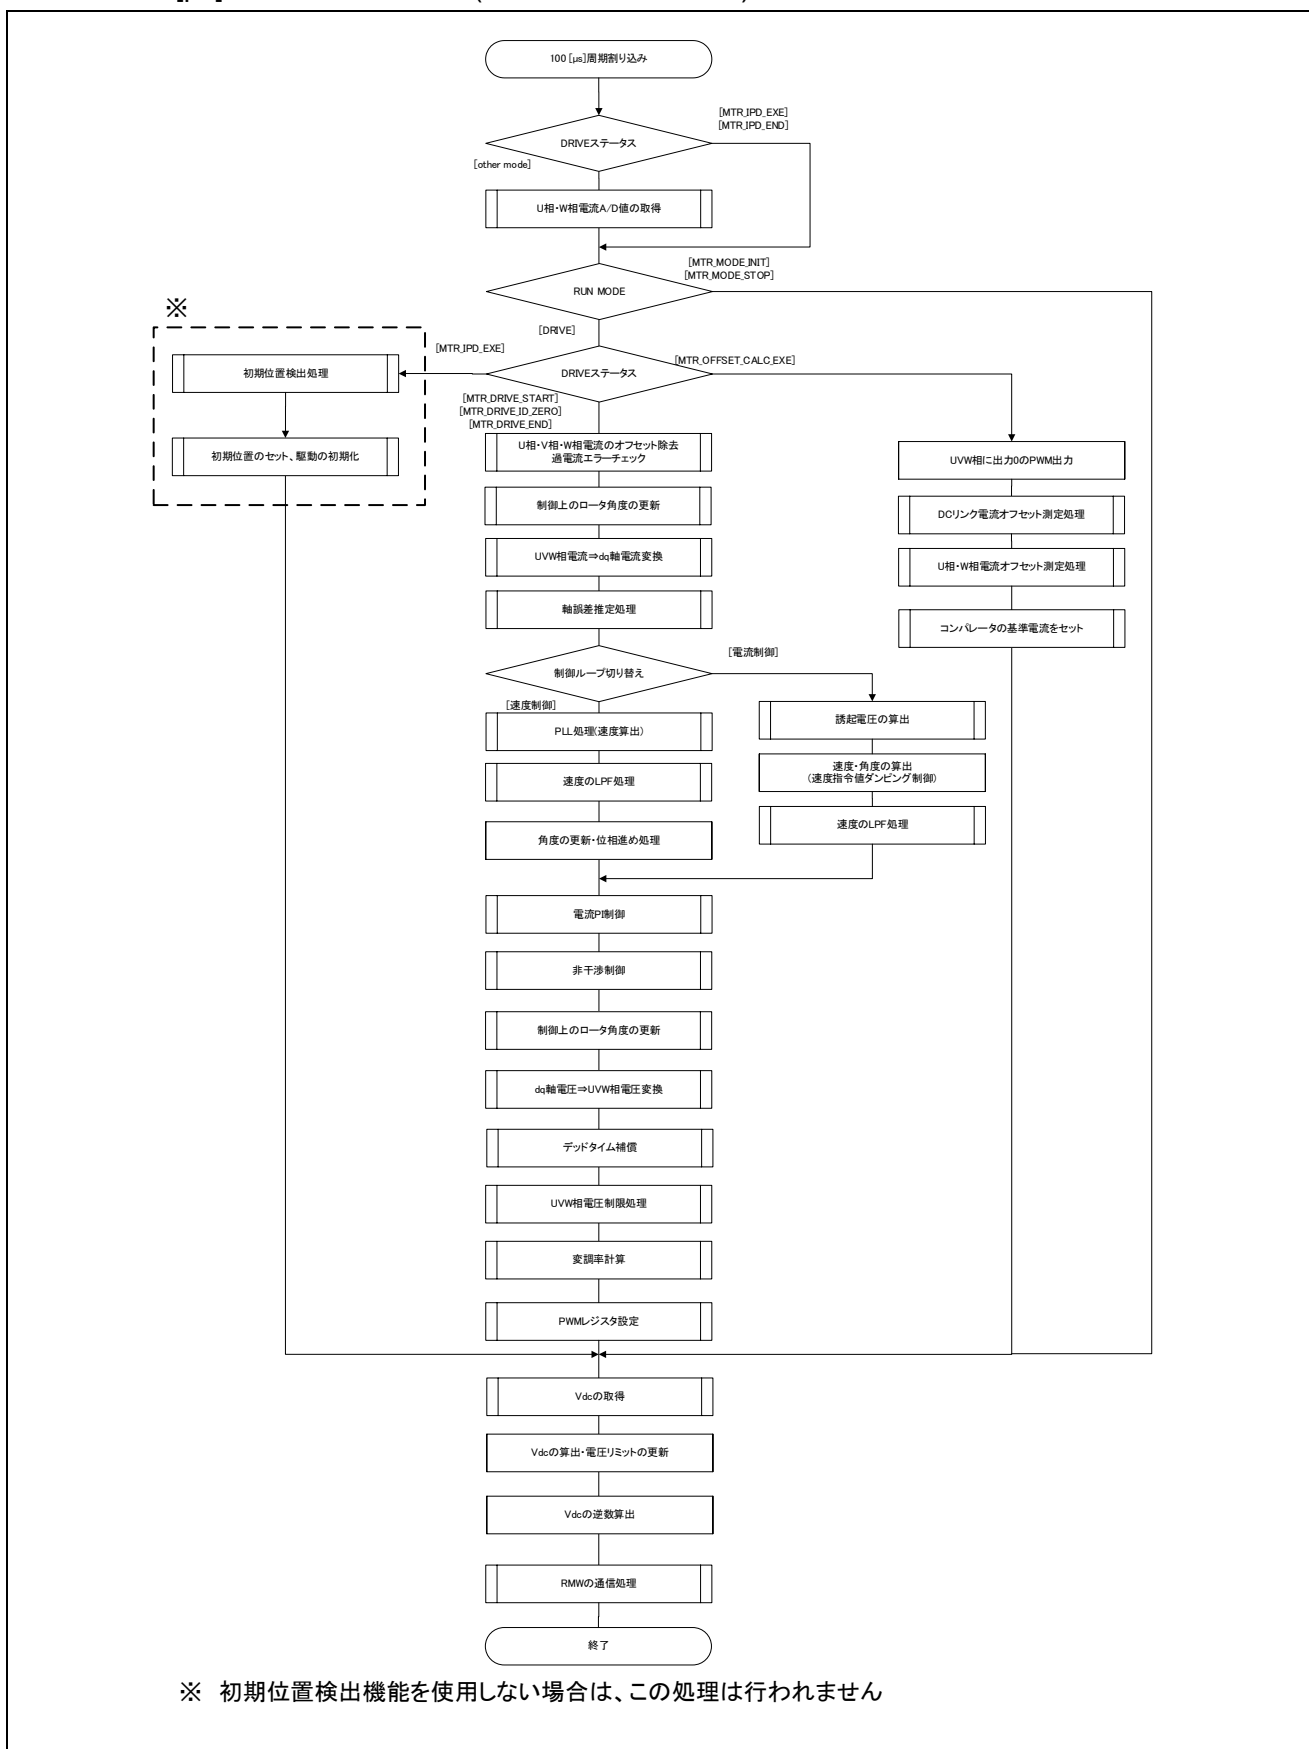 100 [μs]周期割り込み
[MTR_IPD_EXE]
[MTR_IPD_END]
DRIVEステータス
[other mode]
U相・W相電流A/D値の取得
[MTR_MODE_INIT]
[MTR_MODE_STOP]
RUN MODE
※
[DRIVE]
[MTR_IPD_EXE]
[MTR_OFFSET_CALC_EXE]
初期位置検出処理
DRIVEステータス
[MTR_DRIVE_START]
[MTR_DRIVE_ID_ZERO]
[MTR_DRIVE_END]
初期位置のセット、駆動の初期化
U相・V相・W相電流のオフセット除去
過電流エラーチェック
UVW相に出力0のPWM出力
制御上のロータ角度の更新
DCリンク電流オフセット測定処理
UVW相電流⇒dq軸電流変換
U相・W相電流オフセット測定処理
軸誤差推定処理
コンパレータの基準電流をセット
[電流制御]
制御ループ切り替え
[速度制御]
誘起電圧の算出
PLL処理(速度算出)
速度・角度の算出
(速度指令値ダンピング制御)
速度のLPF処理
速度のLPF処理
角度の更新・位相進め処理
電流PI制御
非干渉制御
制御上のロータ角度の更新
dq軸電圧⇒UVW相電圧変換
デッドタイム補償
UVW相電圧制限処理
変調率計算
PWMレジスタ設定
Vdcの取得
Vdcの算出・電圧リミットの更新
Vdcの逆数算出
RMWの通信処理
終了
※ 初期位置検出機能を使用しない場合は、この処理は行われません